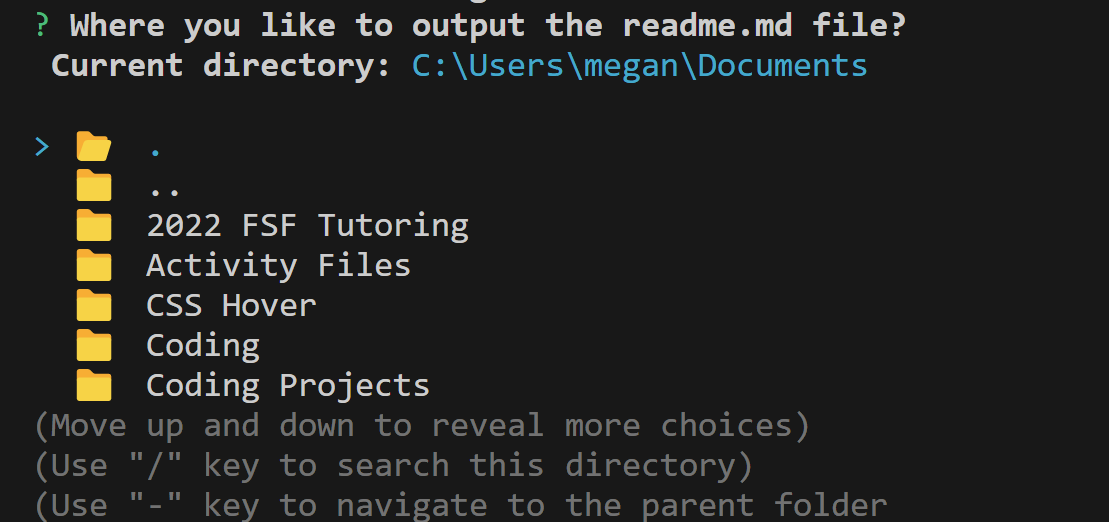 ? Where you like to output the readme.md file?
Current directory: C:\Users\megan\Documents
> .
..
2022 FSF Tutoring
Activity Files
CSS Hover
Coding
Coding Projects
(Move up and down to reveal more choices)
(Use "/" key to search this directory)
(Use "-" key to navigate to the parent folder